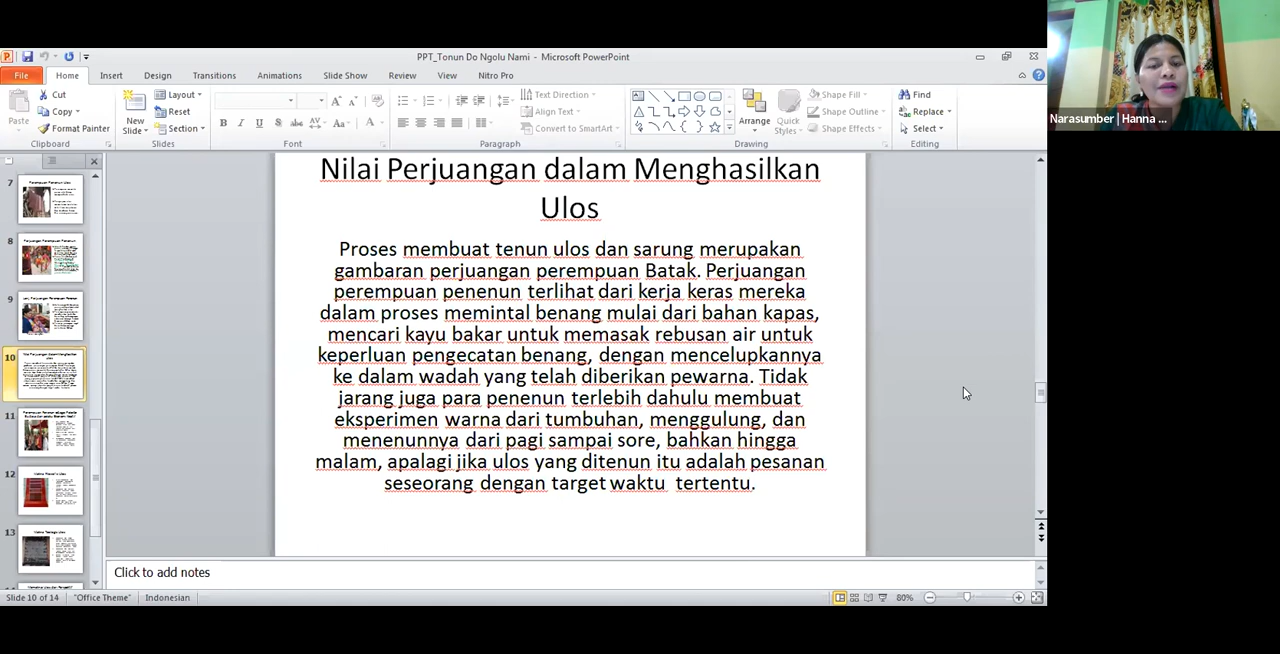 PPT_Tonun Do Ngolu Nami - Microsoft PowerPoint
File Home Insert Design Transitions Animations Slide Show Review View Nitro Pro
Paste
Cut
Copy
Format Painter
Clipboard
New Slide
Layout
Reset
Section
Slides
Font
Text Direction
Align Text
Convert to SmartArt
Paragraph
Arrange
Quick Styles
Shape Fill
Shape Outline
Shape Effects
Drawing
Find
Replace
Select
Editing
Narasumber | Hanna ...
7
8
9
10
11
12
13
Nilai Perjuangan dalam Menghasilkan
Ulos
Proses membuat tenun ulos dan sarung merupakan
gambaran perjuangan perempuan Batak. Perjuangan
perempuan penenun terlihat dari kerja keras mereka
dalam proses memintal benang mulai dari bahan kapas,
mencari kayu bakar untuk memasak rebusan air untuk
keperluan pengecatan benang, dengan mencelupkannya
ke dalam wadah yang telah diberikan pewarna. Tidak
jarang juga para penenun terlebih dahulu membuat
eksperimen warna dari tumbuhan, menggulung, dan
menenunnya dari pagi sampai sore, bahkan hingga
malam, apalagi jika ulos yang ditenun itu adalah pesanan
seseorang dengan target waktu tertentu.
Click to add notes
Slide 10 of 14 "Office Theme" Indonesian 80%